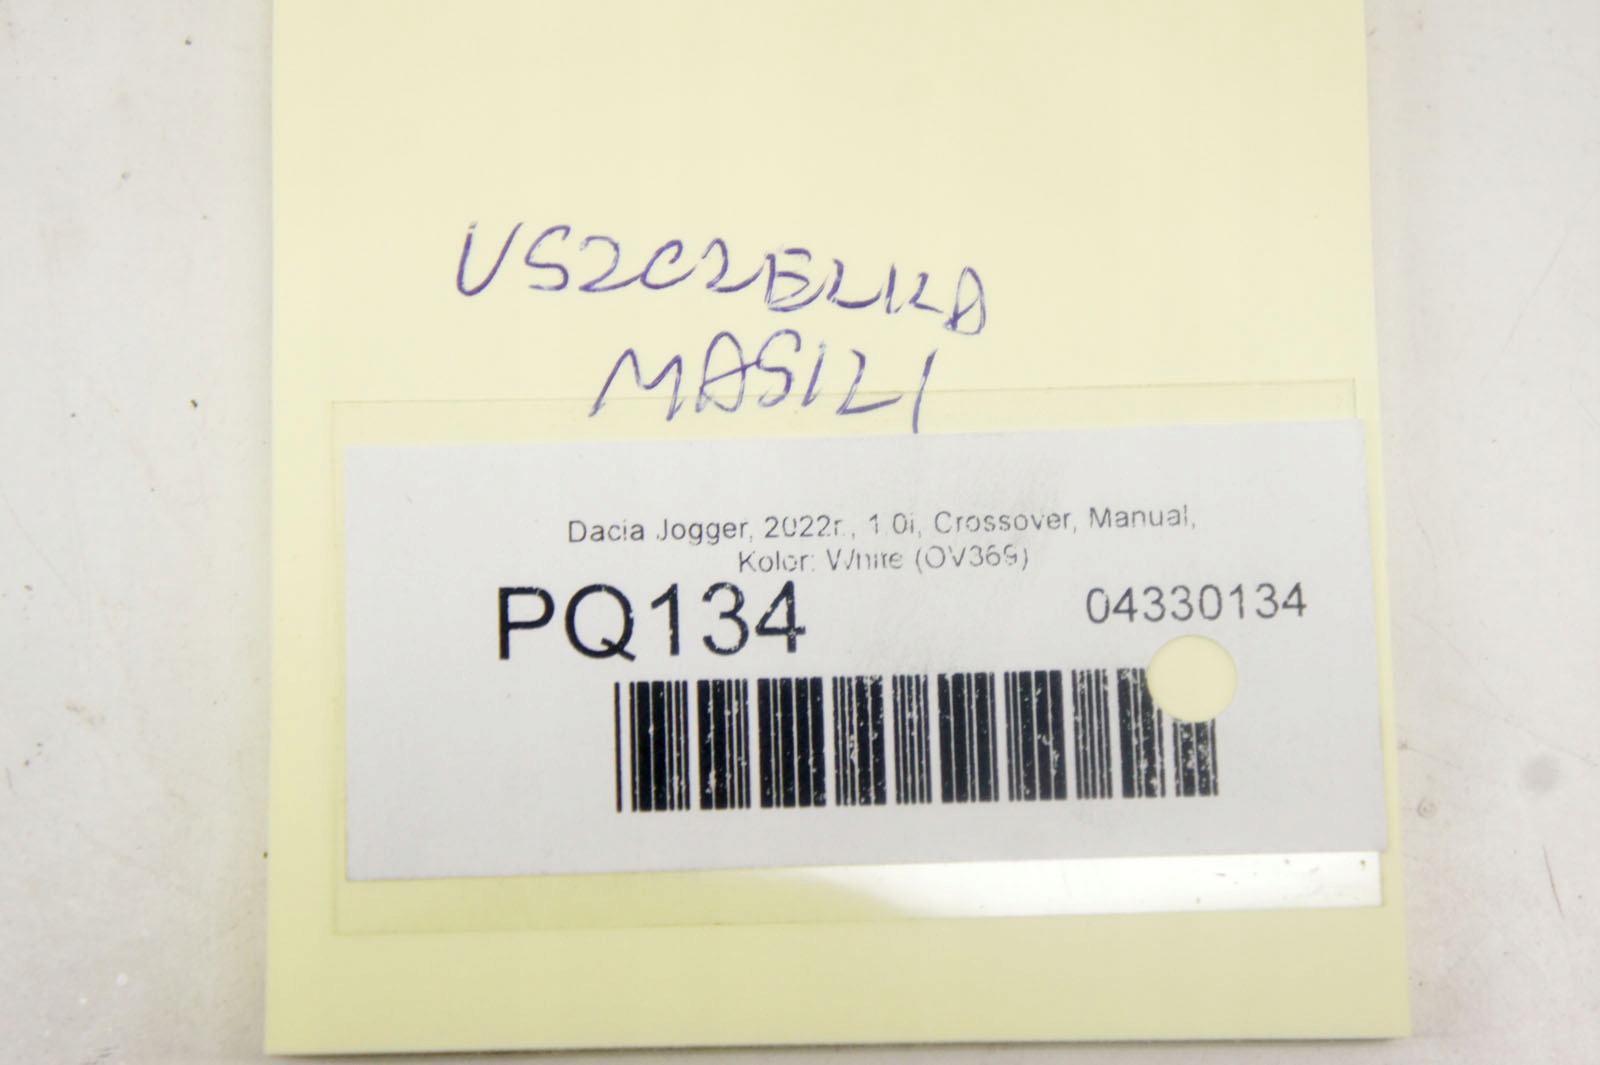 USZCZELKA
MASKI
Dacia Jogger, 2022r., 1.0i, Crossover, Manual,
Kolor: White (OV369)
PQ134
04330134